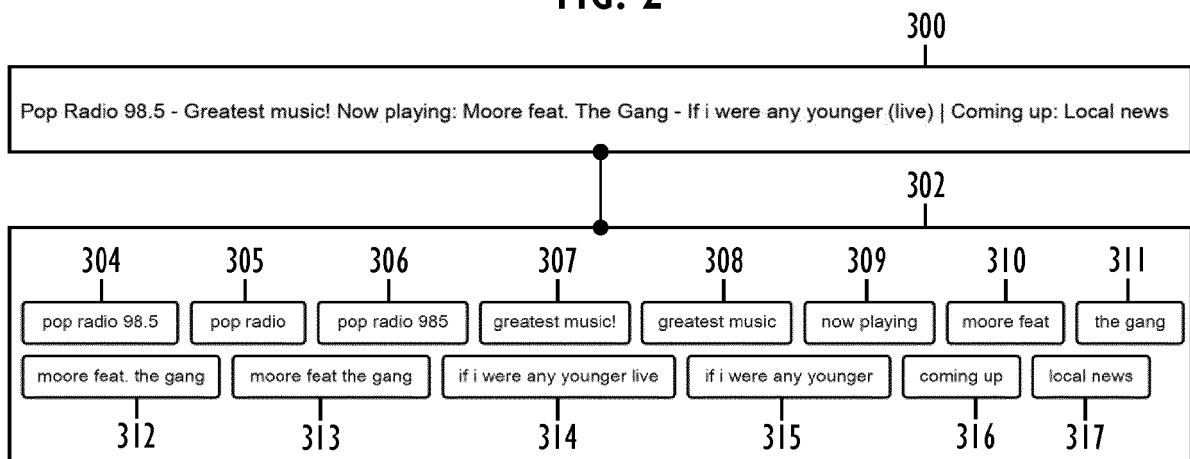 FIG. 2
300
Pop Radio 98.5 - Greatest music! Now playing: Moore feat. The Gang - If i were any younger (live) | Coming up: Local news
302
304 305 306 307 308 309 310 311
pop radio 98.5 pop radio pop radio 985 greatest music! greatest music now playing moore feat the gang
moore feat. the gang moore feat the gang if i were any younger live if i were any younger coming up local news
312 313 314 315 316 317